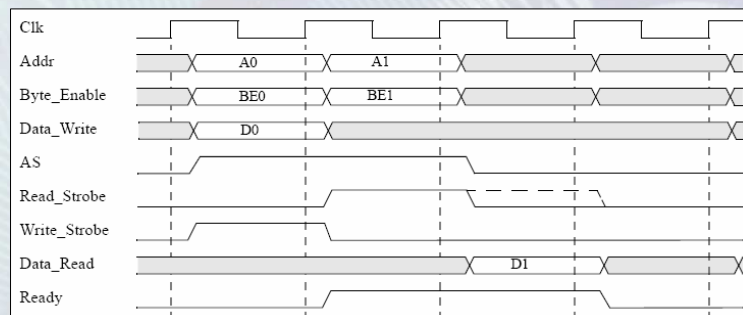 Clk
Addr A0 A1
Byte_Enable BE0 BE1
Data_Write D0
AS
Read_Strobe
Write_Strobe
Data_Read D1
Ready